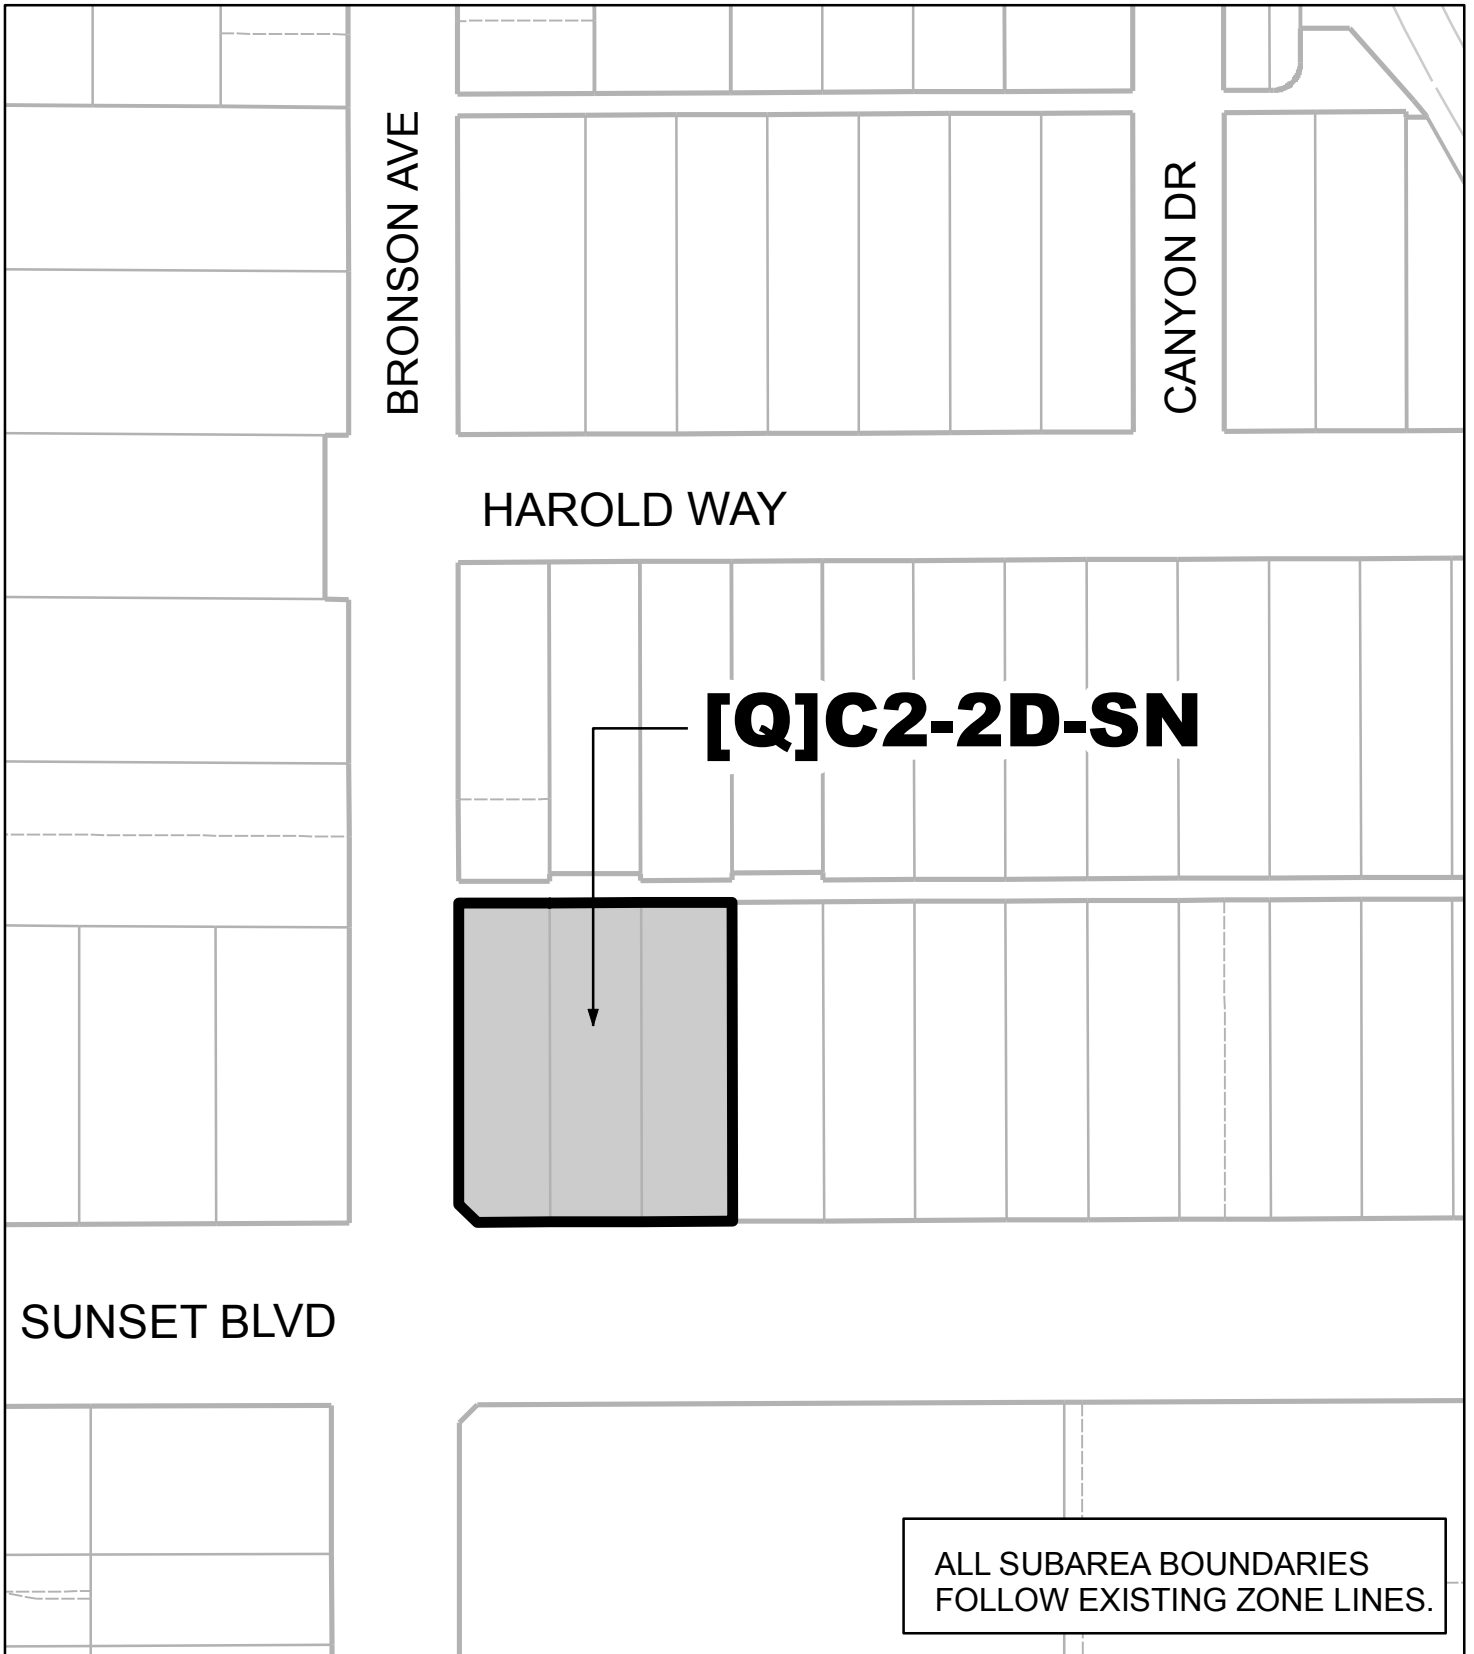 BRONSON AVE
CANYON DR
HAROLD WAY
[Q]C2-2D-SN
SUNSET BLVD
ALL SUBAREA BOUNDARIES
FOLLOW EXISTING ZONE LINES.